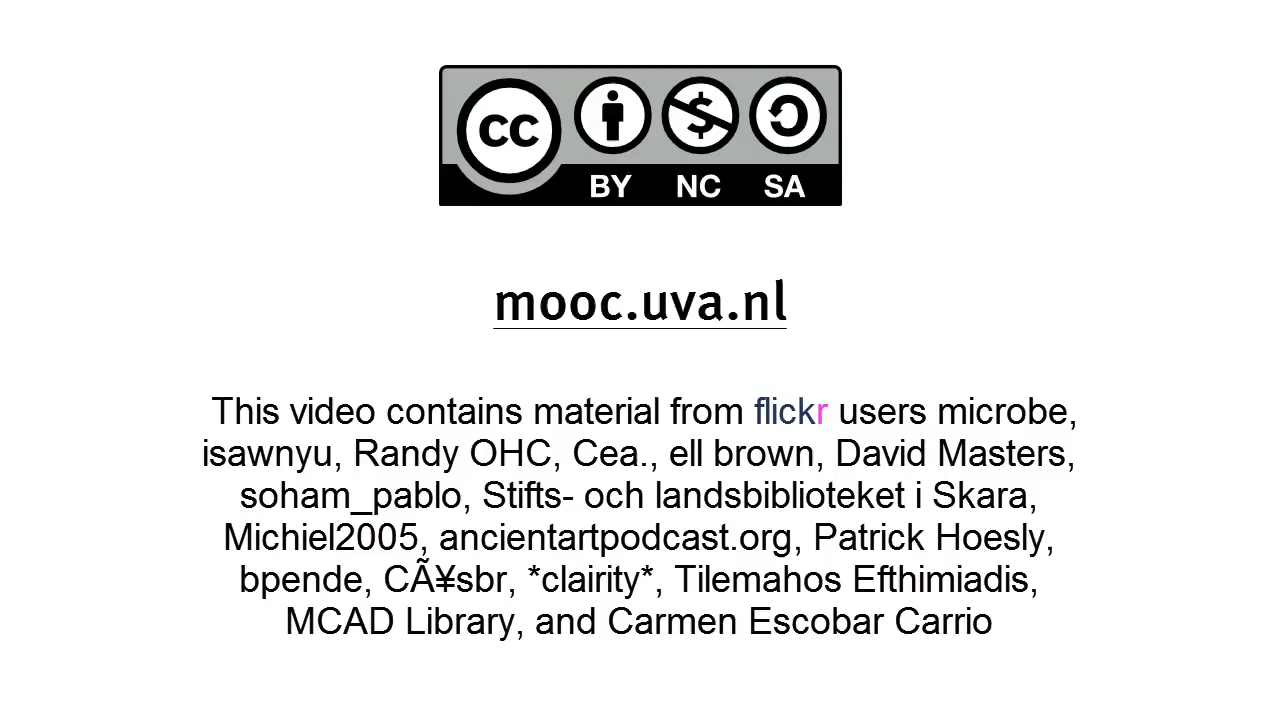 CC BY NC SA
mooc.uva.nl
This video contains material from flickr users microbe,
isawnyu, Randy OHC, Cea., ell brown, David Masters,
soham_pablo, Stifts- och landsbiblioteket i Skara,
Michiel2005, ancientartpodcast.org, Patrick Hoesly,
bpende, CÃ¥sbr, *clairity*, Tilemahos Efthimiadis,
MCAD Library, and Carmen Escobar Carrio